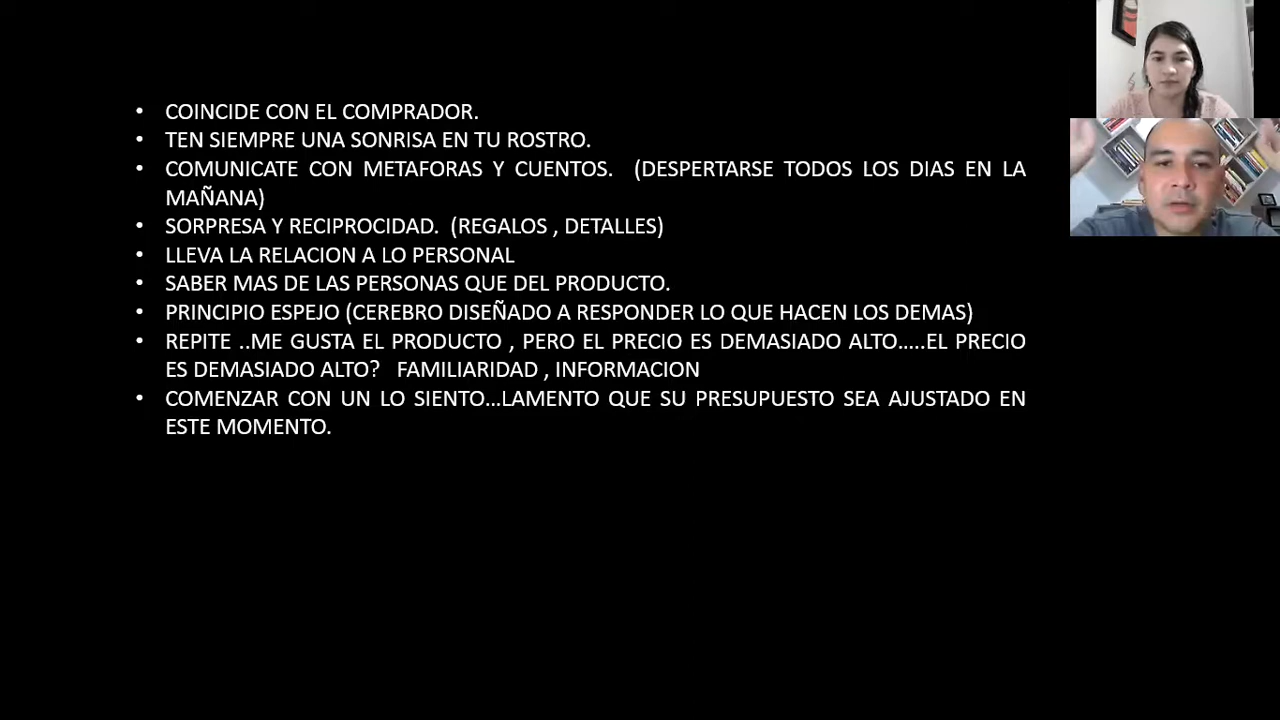 • COINCIDE CON EL COMPRADOR.
• TEN SIEMPRE UNA SONRISA EN TU ROSTRO.
• COMUNICATE CON METAFORAS Y CUENTOS. (DESPERTARSE TODOS LOS DIAS EN LA
MAÑANA)
• SORPRESA Y RECIPROCIDAD. (REGALOS , DETALLES)
• LLEVA LA RELACION A LO PERSONAL
• SABER MAS DE LAS PERSONAS QUE DEL PRODUCTO.
• PRINCIPIO ESPEJO (CEREBRO DISEÑADO A RESPONDER LO QUE HACEN LOS DEMAS)
• REPITE ..ME GUSTA EL PRODUCTO , PERO EL PRECIO ES DEMASIADO ALTO…..EL PRECIO
ES DEMASIADO ALTO? FAMILIARIDAD , INFORMACION
• COMENZAR CON UN LO SIENTO…LAMENTO QUE SU PRESUPUESTO SEA AJUSTADO EN
ESTE MOMENTO.